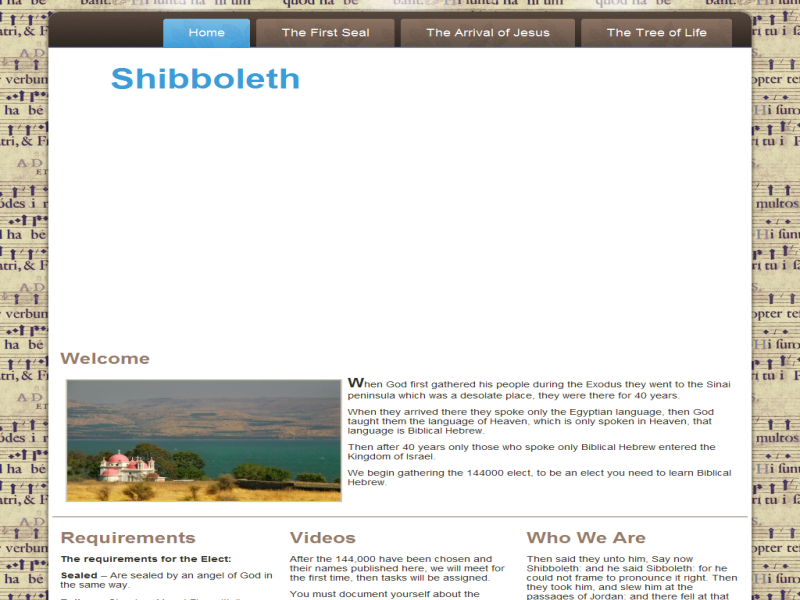 Home
The First Seal
The Arrival of Jesus
The Tree of Life
Shibboleth
Welcome
When God first gathered his people during the Exodus they went to the Sinai
peninsula which was a desolate place, they were there for 40 years.
When they arrived there they spoke only the Egyptian language, then God
taught them the language of Heaven, which is only spoken in Heaven, that
language is Biblical Hebrew.
Then after 40 years only those who spoke only Biblical Hebrew entered the
Kingdom of Israel.
We begin gathering the 144000 elect, to be an elect you need to learn Biblical
Hebrew.
Requirements
The requirements for the Elect:
Sealed – Are sealed by an angel of God in
the same way.
Videos
After the 144,000 have been chosen and
their names published here, we will meet for
the first time, then tasks will be assigned.
You must document yourself about the
Who We Are
Then said they unto him, Say now
Shibboleth: and he said Sibboleth: for he
could not frame to pronounce it right. Then
they took him, and slew him at the
passages of Jordan: and there fell at that